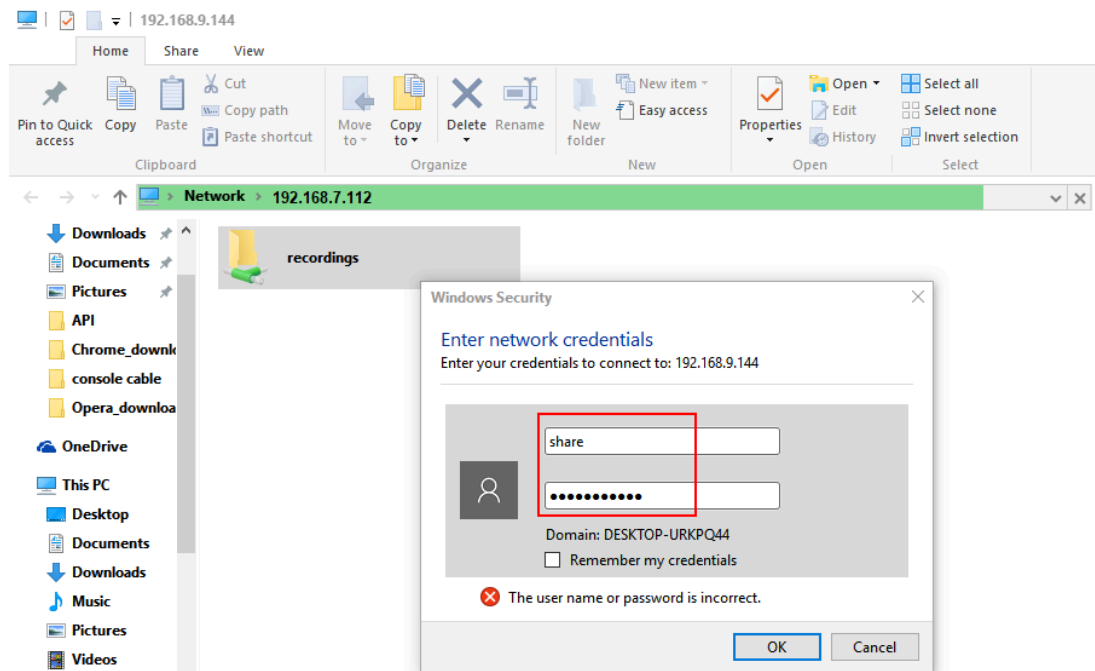 192.168.9.144
Home Share View
Pin to Quick access
Copy
Paste
Cut
Copy path
Paste shortcut
Move to
Copy to
Delete
Rename
New folder
New item
Easy access
Properties
Open
Edit
History
Select all
Select none
Invert selection
Clipboard Organize New Open Select
Network > 192.168.7.112
Downloads
Documents
Pictures
API
Chrome_downl
console cable
Opera_downloa
OneDrive
This PC
Desktop
Documents
Downloads
Music
Pictures
Videos
recordings
Windows Security
Enter network credentials
Enter your credentials to connect to: 192.168.9.144
share
Domain: DESKTOP-URKPQ44
Remember my credentials
The user name or password is incorrect.
OK Cancel